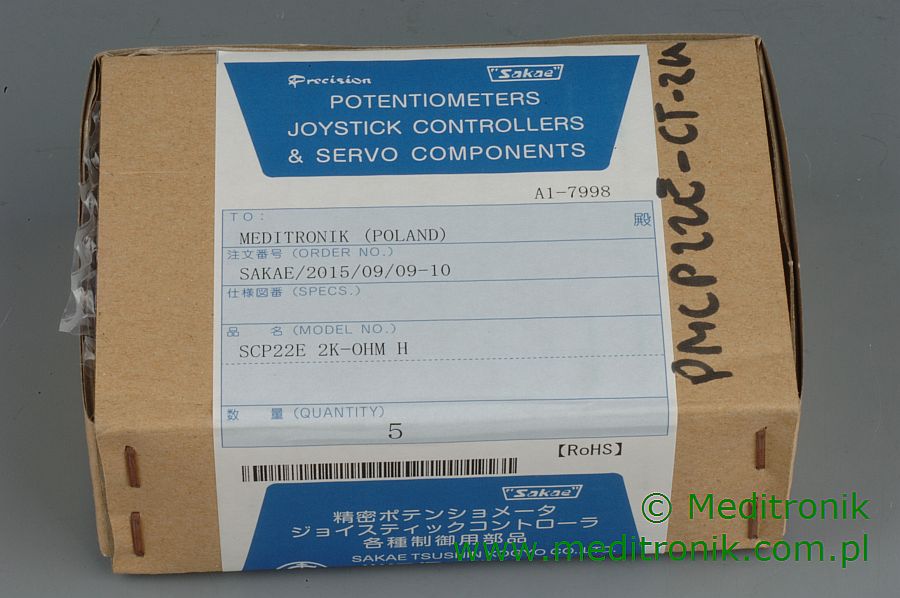 Precision "Sakae"
POTENTIOMETERS
JOYSTICK CONTROLLERS
& SERVO COMPONENTS
A1-7998
TO: 殿
MEDITRONIK (POLAND)
注文番号 (ORDER NO.)
SAKAE/2015/09/09-10
仕様図番 (SPECS.)
品 名 (MODEL NO.)
SCP22E 2K-OHM H
数 量 (QUANTITY)
5
【RoHS】
"Sakae"
精密ポテンショメータ
ジョイスティックコントローラ
各種制御用部品
SAKAE TSUSHIN KOGYO CO.
PMCP22E-CT-2K
© Meditronik
www.meditronik.com.pl